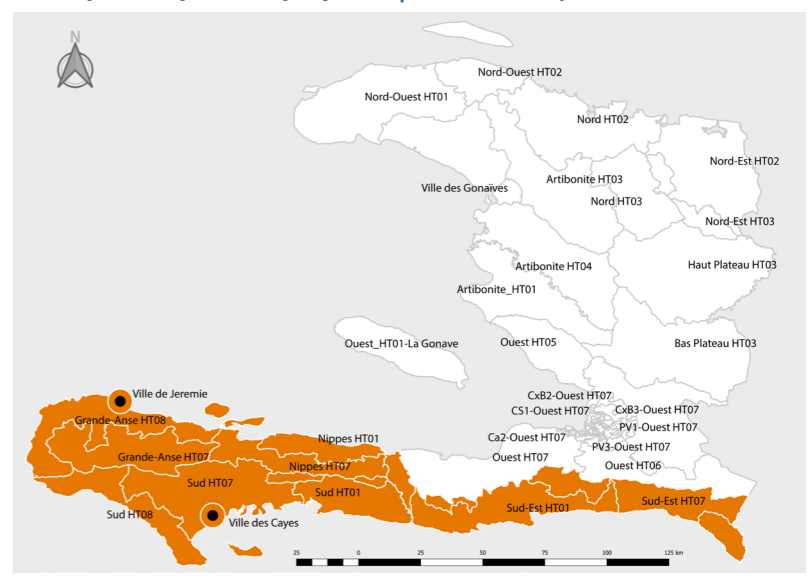 N
Nord-Ouest HT02
Nord-Ouest HT01
Nord HT02
Nord-Est HT02
Artibonite HT03
Ville des Gonaïves
Nord HT03
Nord-Est HT03
Artibonite HT04
Haut Plateau HT03
Artibonite_HT01
Ouest_HT01-La Gonave
Ouest HT05
Bas Plateau HT03
Ville de Jeremie
CxB2-Ouest HT07
CS1-Ouest HT07
CxB3-Ouest HT07
Grande-Anse HT08
PV1-Ouest HT07
Nippes HT01
Ca2-Ouest HT07
PV3-Ouest HT07
Grande-Anse HT07
Ouest HT07
Nippes HT07
Ouest HT06
Sud HT07
Sud HT01
Sud-Est HT07
Sud-Est HT01
Sud HT08
Ville des Cayes
25 0 25 50 75 100 125 km